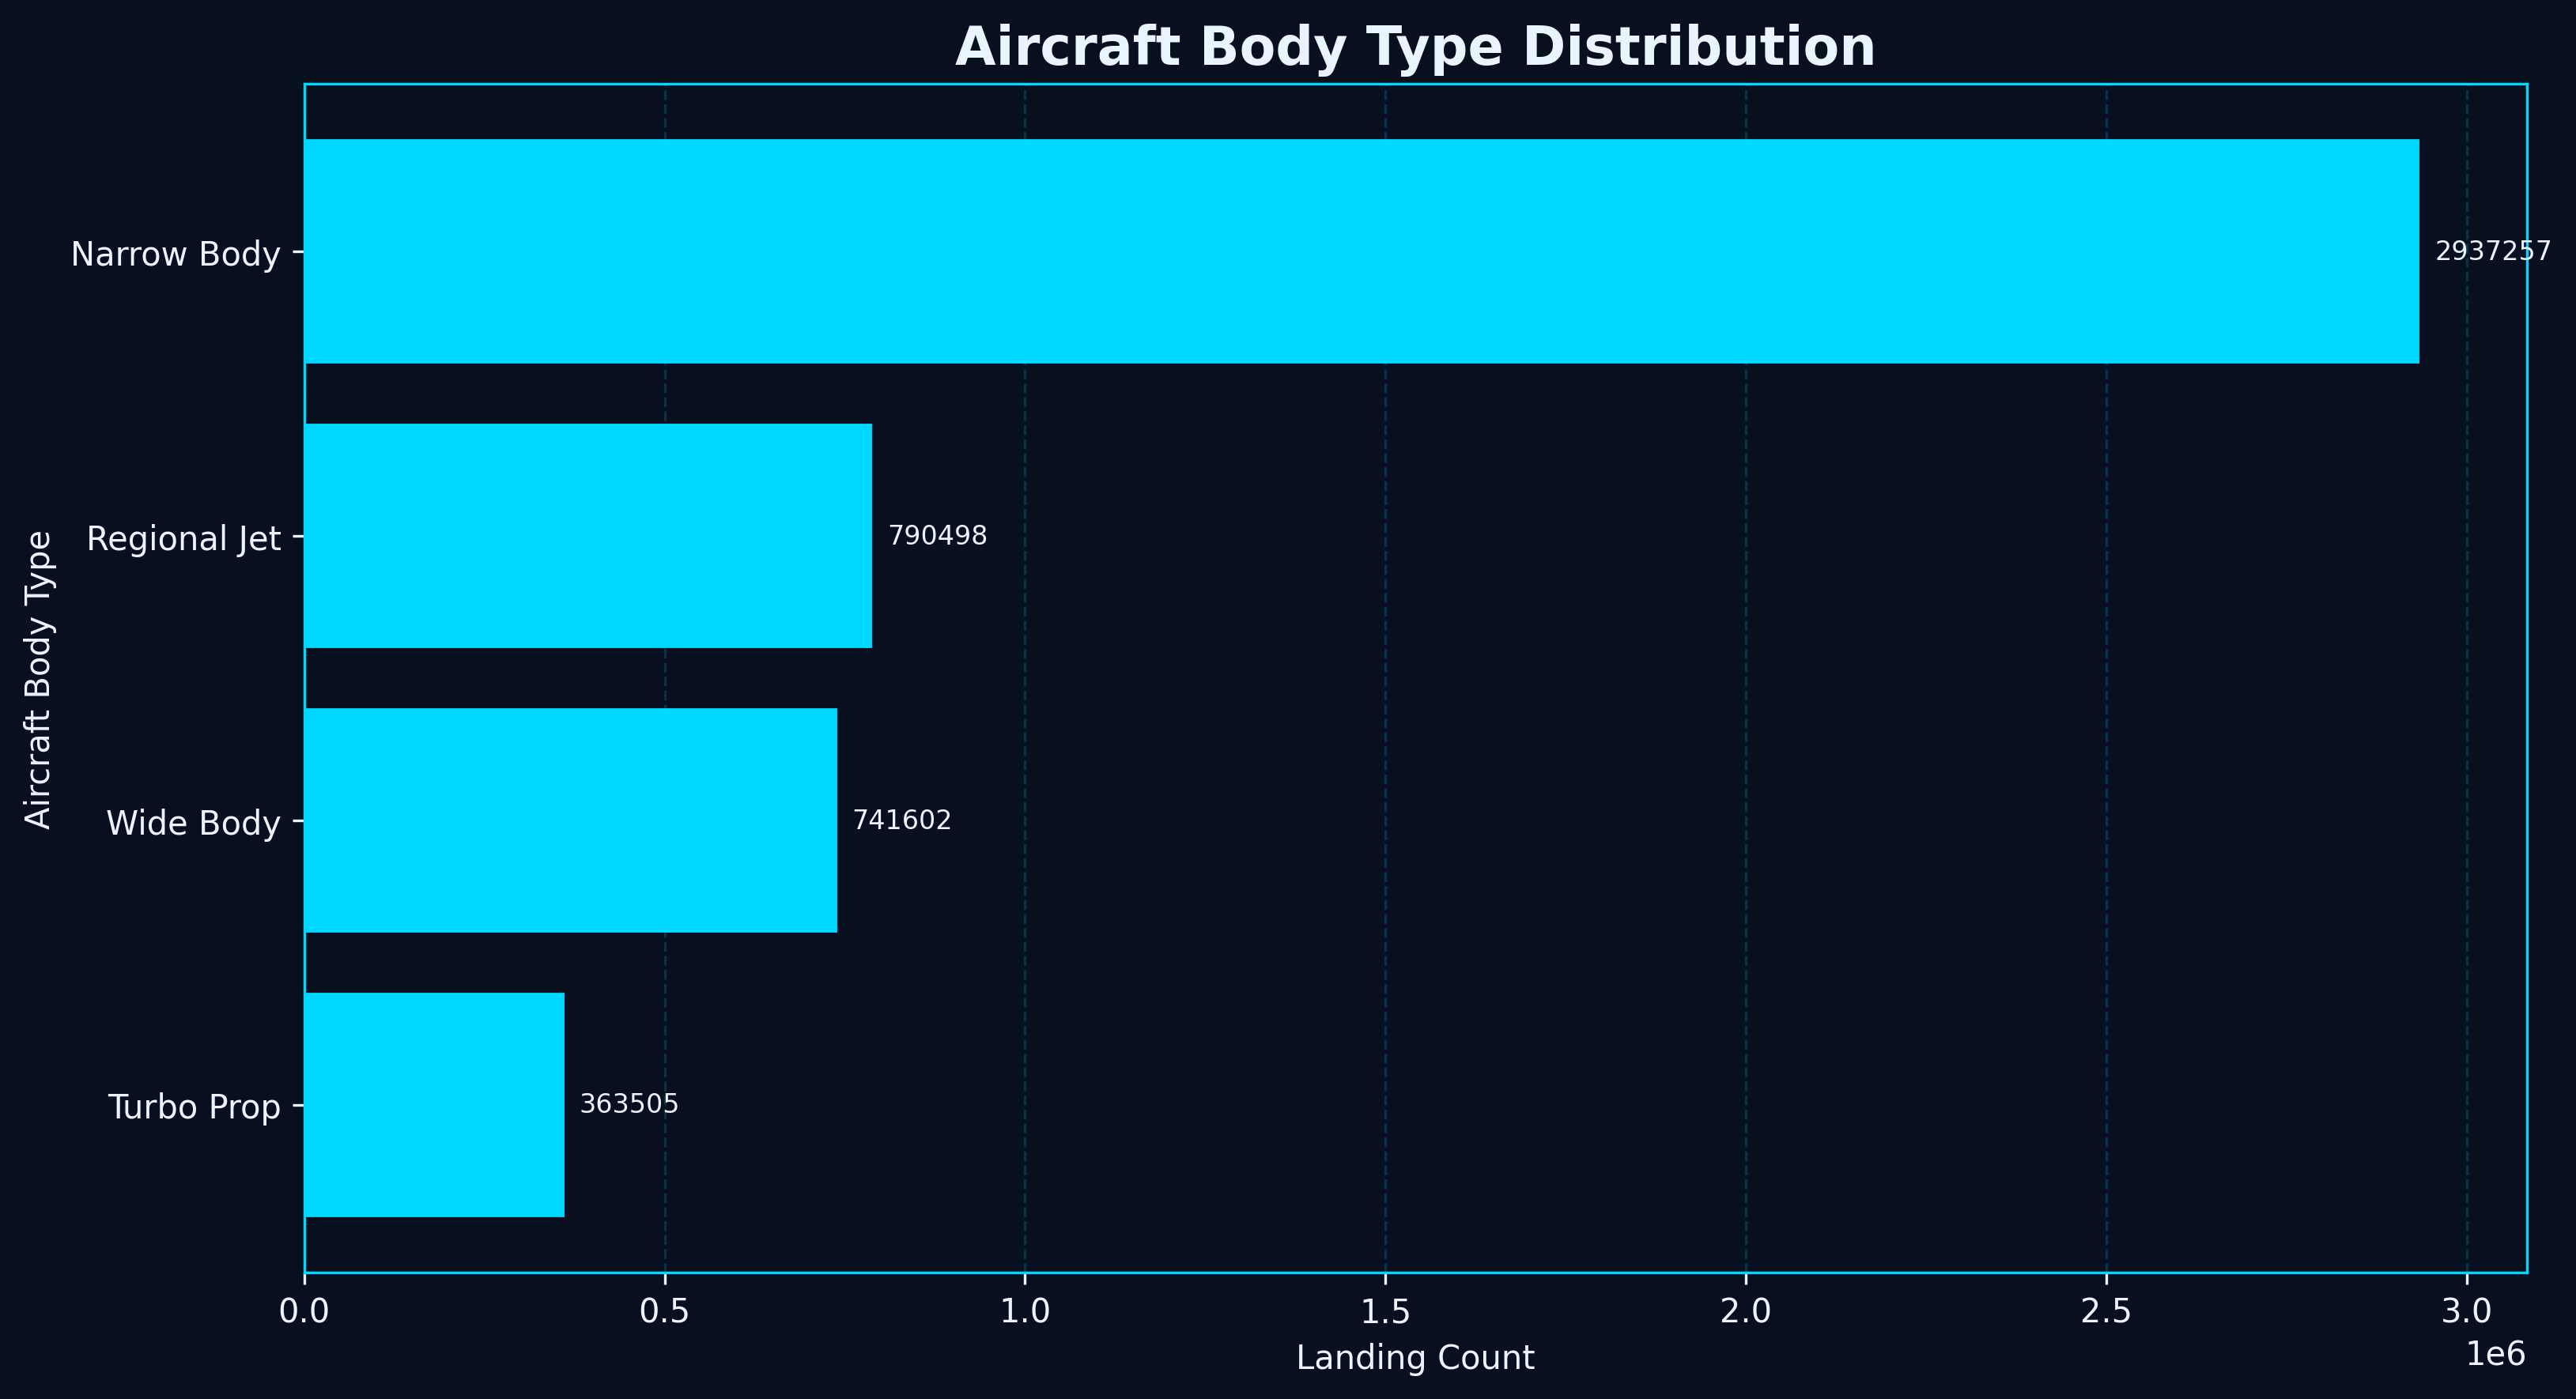 Aircraft Body Type Distribution
Aircraft Body Type
Narrow Body
2937257
Regional Jet
790498
Wide Body
741602
Turbo Prop
363505
0.0 0.5 1.0 1.5 2.0 2.5 3.0
1e6
Landing Count